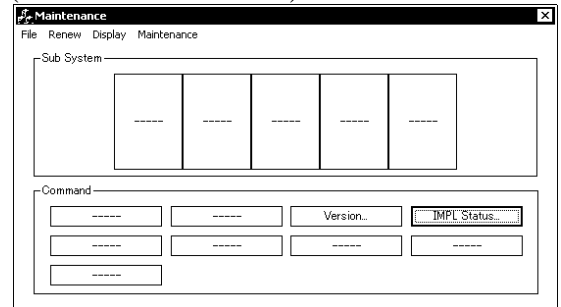 Maintenance
File Renew Display Maintenance
Sub System
----- ----- ----- ----- -----
Command
----- ----- Version... IMPL Status...
----- ----- ----- -----
-----